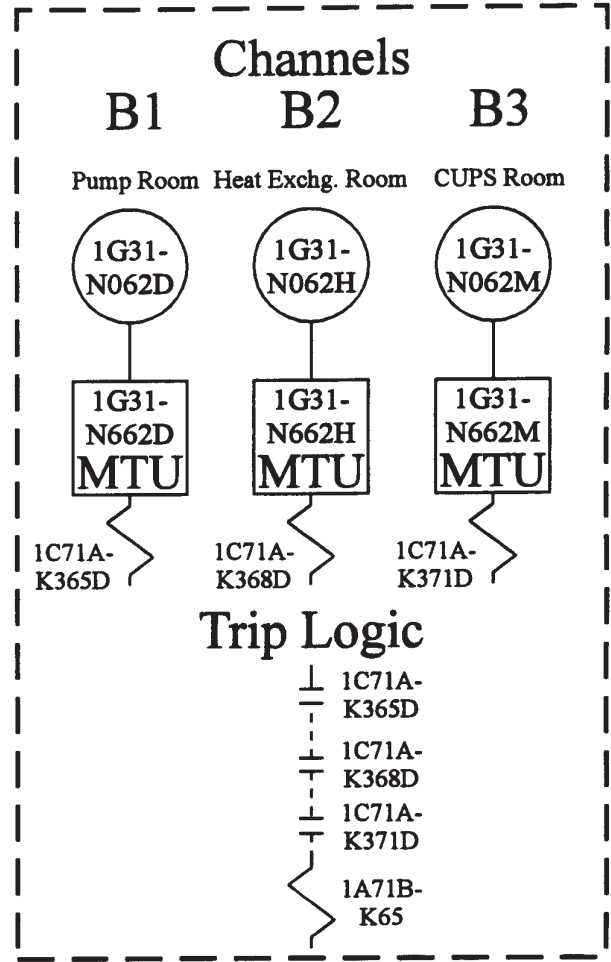 Channels
B1 B2 B3
Pump Room Heat Exchg. Room CUPS Room
1G31-
N062D
1G31-
N062H
1G31-
N062M
1G31-
N662D
MTU
1G31-
N662H
MTU
1G31-
N662M
MTU
1C71A-
K365D
1C71A-
K368D
1C71A-
K371D
Trip Logic
1C71A-
K365D
1C71A-
K368D
1C71A-
K371D
1A71B-
K65